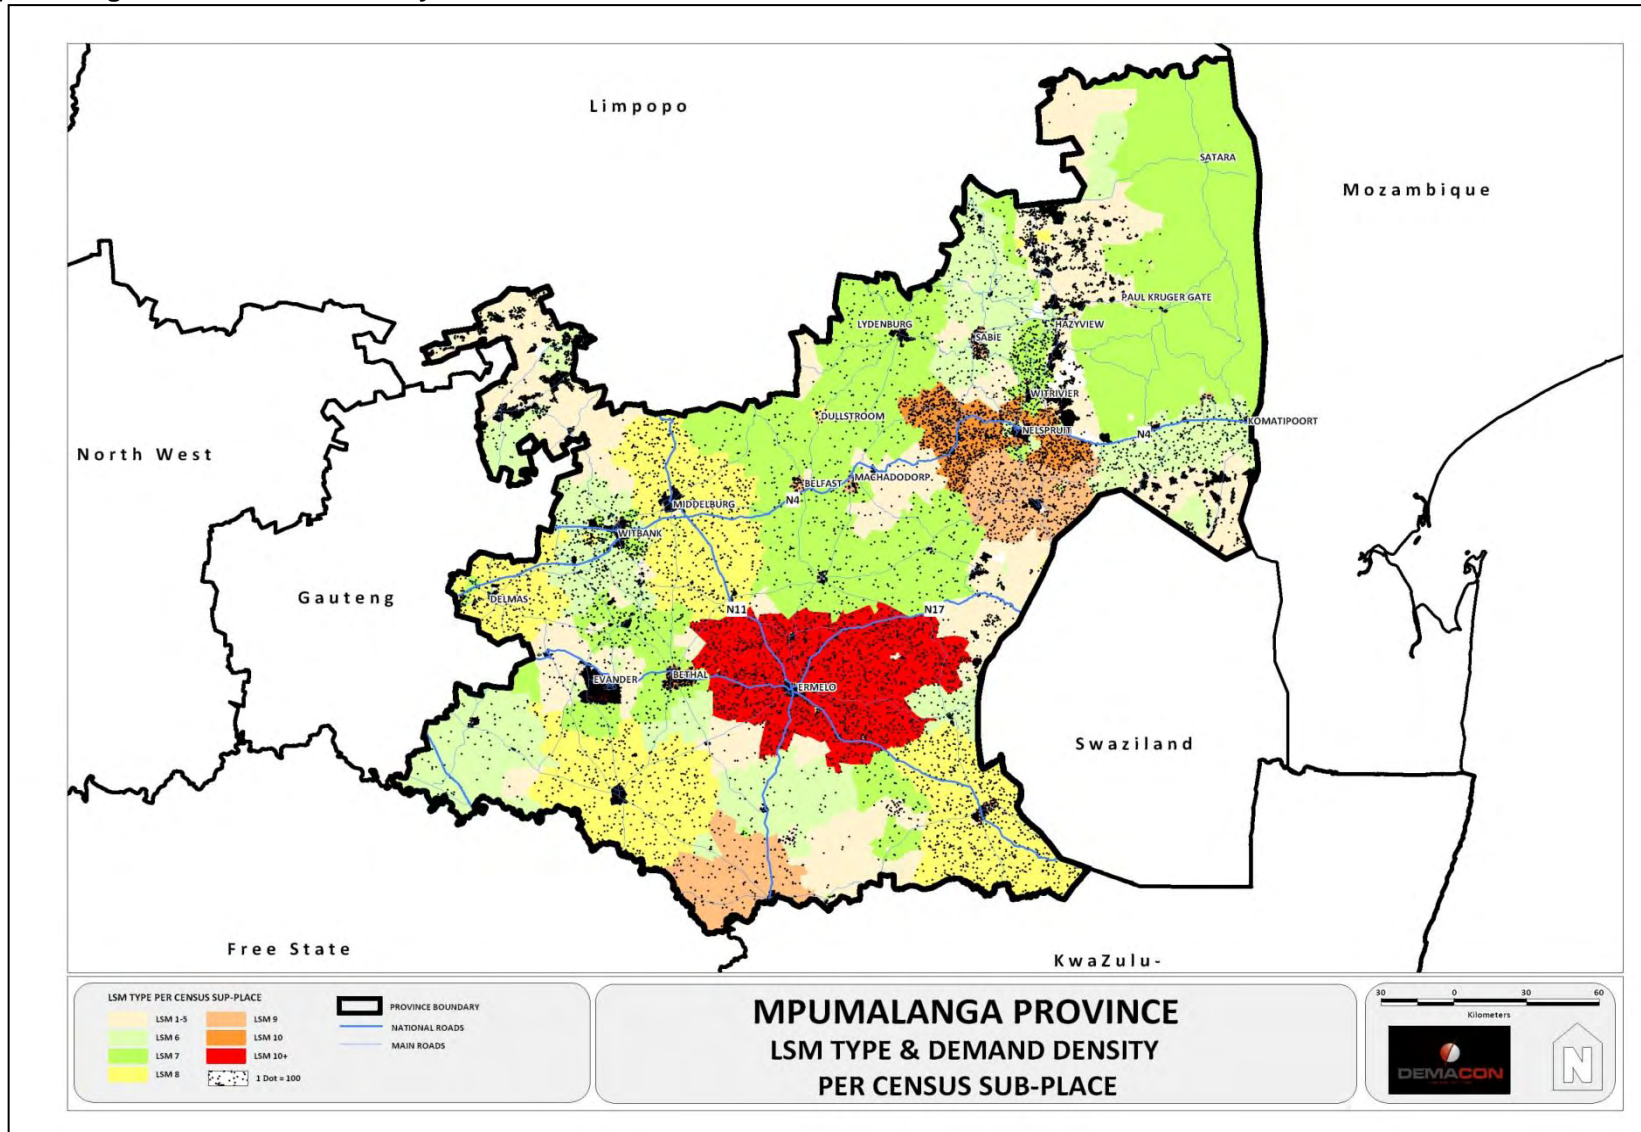 Limpopo
SATARA
Mozambique
PAUL KRUGER GATE
LYDENBURG
HAZYVIEW
SABIE
WITRIVIER
DULLSTROOM
KOMATIPOORT
NELSPRUIT
N4
North West
MACHADODORP
BELFAST
N4
MIDDELBURG
WITBANK
Gauteng
DELMAS
N11
N17
EVANDER
BETHAL
ERMELO
Swaziland
Free State
KwaZulu-
LSM TYPE PER CENSUS SUP-PLACE
LSM 1-5
LSM 6
LSM 7
LSM 8
LSM 9
LSM 10
LSM 10+
1 Dot = 100
PROVINCE BOUNDARY
NATIONAL ROADS
MAIN ROADS
MPUMALANGA PROVINCE
LSM TYPE & DEMAND DENSITY
PER CENSUS SUB-PLACE
30 0 30 60
Kilometers
DEMACON
N